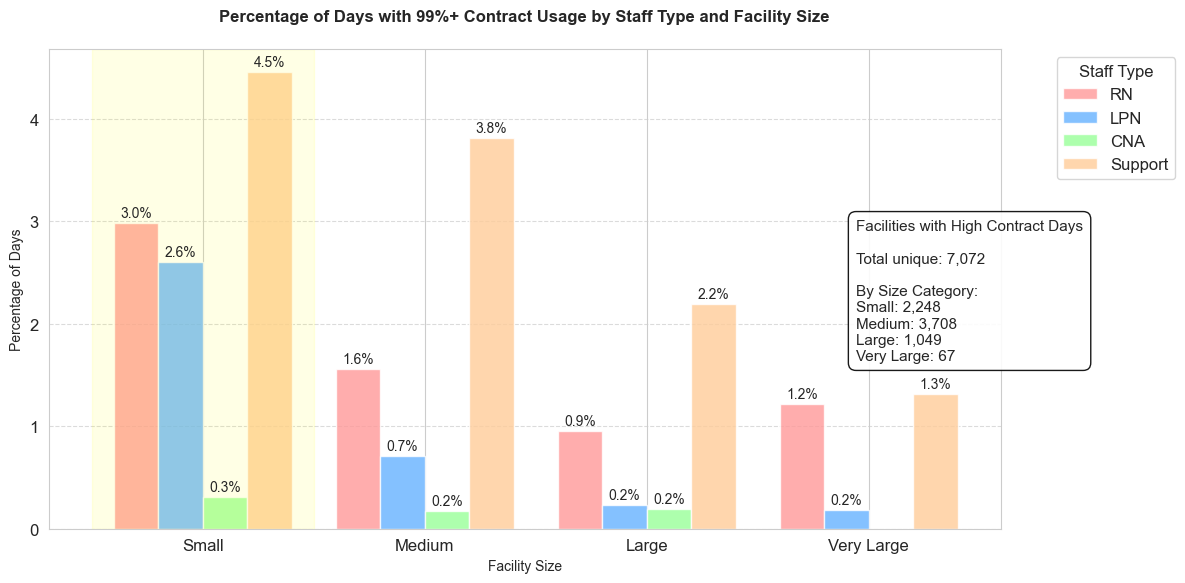 Percentage of Days with 99%+ Contract Usage by Staff Type and Facility Size
Percentage of Days
4
3
2
1
0
3.0%
2.6%
0.3%
4.5%
1.6%
0.7%
0.2%
3.8%
0.9%
0.2%
0.2%
2.2%
1.2%
0.2%
1.3%
Small
Medium
Large
Very Large
Facility Size
Staff Type
RN
LPN
CNA
Support
Facilities with High Contract Days
Total unique: 7,072
By Size Category:
Small: 2,248
Medium: 3,708
Large: 1,049
Very Large: 67